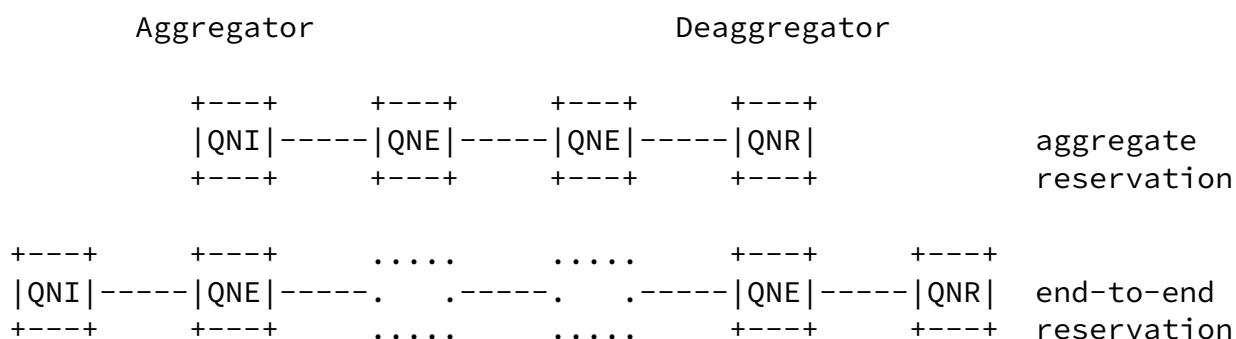 Aggregator                          Deaggregator

          +---+     +---+     +---+     +---+
          |QNI|-----|QNE|-----|QNE|-----|QNR|            aggregate
          +---+     +---+     +---+     +---+            reservation

+---+     +---+     .....     .....     +---+     +---+
|QNI|-----|QNE|-----.   .-----.   .-----|QNE|-----|QNR|  end-to-end
+---+     +---+     .....     .....     +---+     +---+  reservation